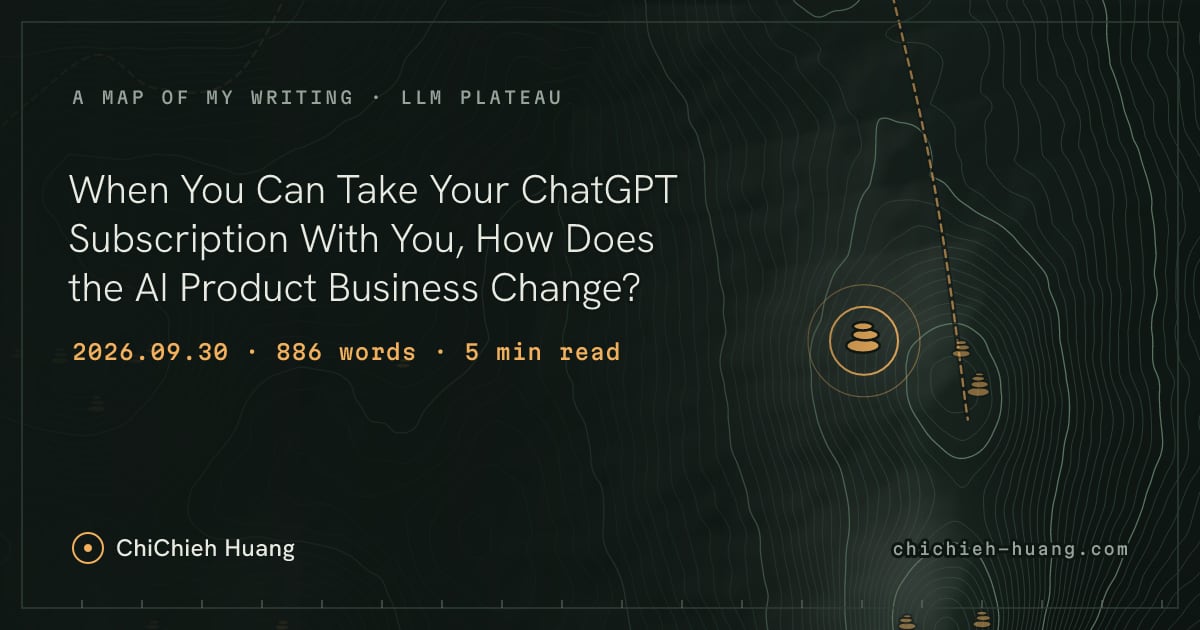 A MAP OF MY WRITING · LLM PLATEAU
When You Can Take Your ChatGPT
Subscription With You, How Does
the AI Product Business Change?
2026.09.30 · 886 words · 5 min read
ChiChieh Huang
chichieh-huang.com